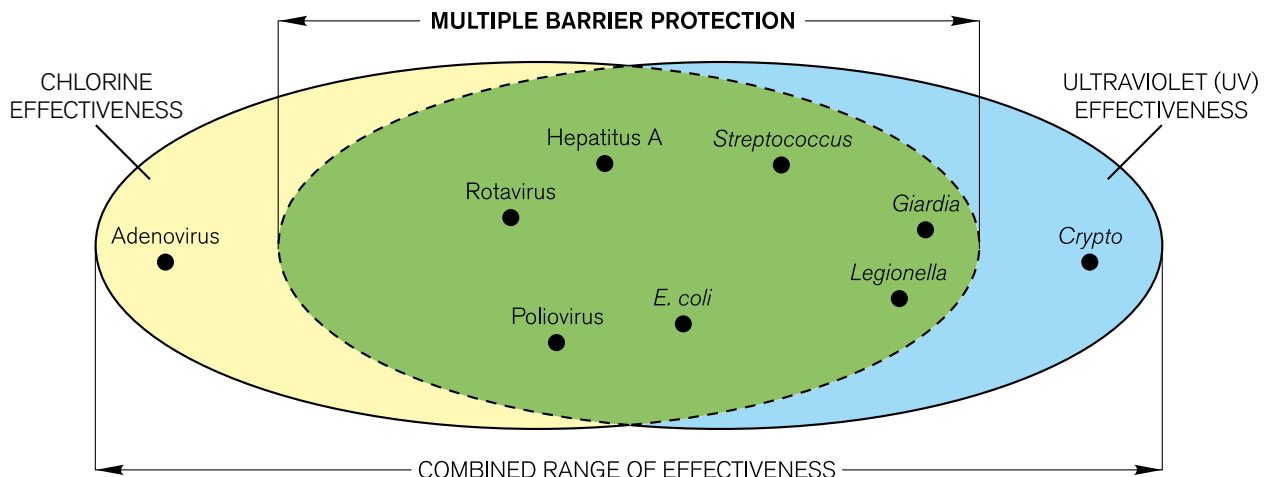 MULTIPLE BARRIER PROTECTION
CHLORINE
EFFECTIVENESS
ULTRAVIOLET (UV)
EFFECTIVENESS
Hepatitus A
Streptococcus
Rotavirus
Giardia
Adenovirus
Crypto
Legionella
E. coli
Poliovirus
COMBINED RANGE OF EFFECTIVENESS